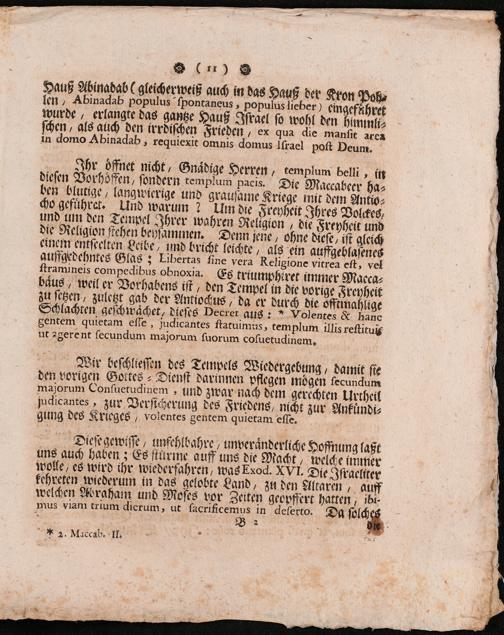 ( 11 )
Hauß Abinadab (gleicherweiß auch in das Hauß der Kron Poh-
len, Abinadab populus spontaneus, populus lieber) eingeführet
wurde, erlangte das gantze Hauß Israel so wohl den himmli-
schen, als auch den irrdischen Frieden, ex qua die mansit area
in domo Abinadab, requiexit omnis domus Israel post Deum.
Ihr öffnet nicht, Gnädige Herren, templum belli, in
diesen Vorhöffen, sondern templum pacis. Die Maccabeer ha-
ben blutige, langwierige und grausame Kriege mit dem Antio-
cho geführet. Und warum? Um die Freyheit Ihres Volckes,
und um den Tempel Ihrer wahren Religion, die Freyheit und
die Religion stehen beysammen. Denn jene, ohne diese, ist gleich
einem entseelten Leibe, und bricht leichte, als ein auffgeblasenes
auffgedehntes Glas; Libertas sine vera Religione vitrea est, vel
stramineis compedibus obnoxia. Es triumphiret immer Macca-
bäus, weil er Vorhabens ist, den Tempel in die vorige Freyheit
zu setzen, zuletzt gab der Antiochus, da er durch die offtmahlige
Schlachten geschwächet, dieses Decret aus: * Volentes & hanc
gentem quietam esse, judicantes statuimus, templum illis restitui,
ut agerent secundum majorum suorum cosuetudinem.
Wir beschliessen des Tempels Wiedergebung, damit sie
den vorigen Gottes-Dienst darinnen pflegen mögen secundum
majorum Consuetudinem, und zwar nach dem gerechten Urtheil
judicantes, zur Versicherung des Friedens, nicht zur Ankündi-
gung des Krieges, volentes gentem quietam esse.
Diese gewisse, unfehlbahre, unveränderliche Hoffnung laßt
uns auch haben; Es stürme auff uns die Macht, welche immer
wolle, es wird ihr wiederfahren, was Exod. XVI. Die Israeliter
kehreten wiederum in das gelobte Land, zu den Altaren, auff
welchen Abraham und Moses vor Zeiten geopffert hatten, ibi-
mus viam trium dierum, ut sacrificemus in deserto. Da solches
B 2
die
* 2. Maccab. II.